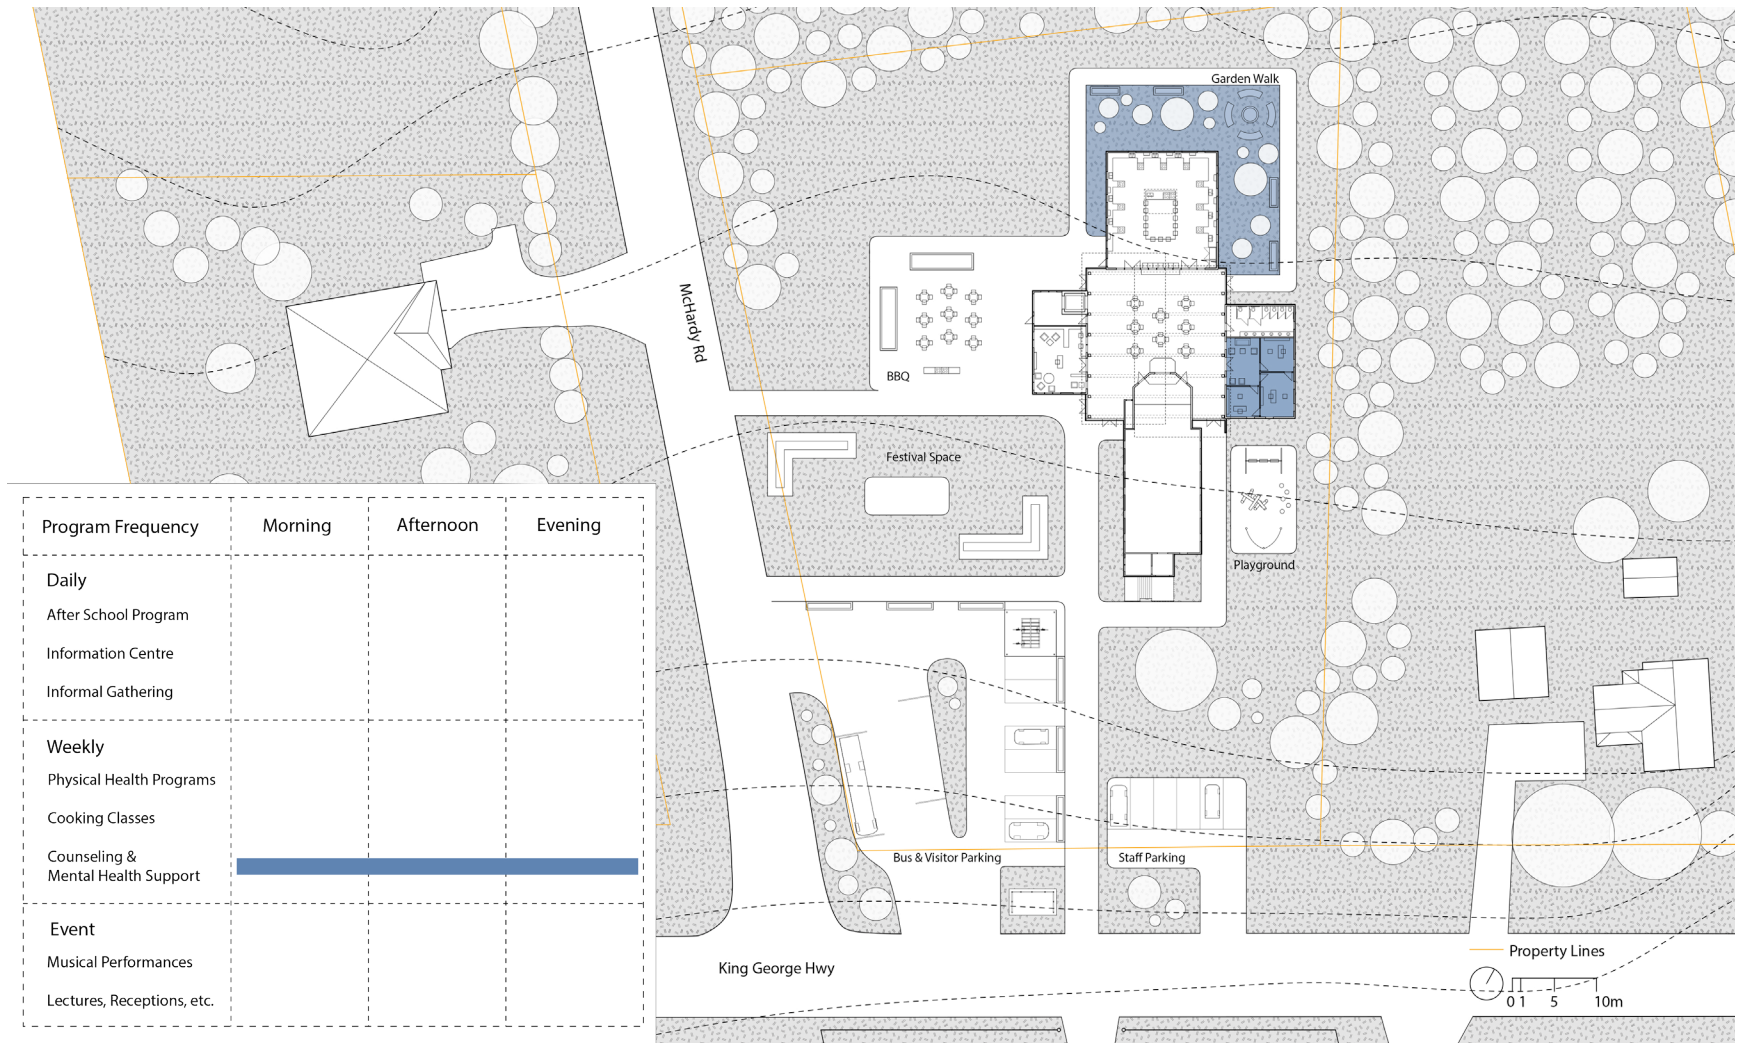 Garden Walk
McHardy Rd
BBQ
Festival Space
Playground
Program Frequency
Morning
Afternoon
Evening
Daily
After School Program
Information Centre
Informal Gathering
Weekly
Physical Health Programs
Cooking Classes
Counseling &
Mental Health Support
Event
Musical Performances
Lectures, Receptions, etc.
Bus & Visitor Parking
Staff Parking
King George Hwy
Property Lines
0 1 5 10m